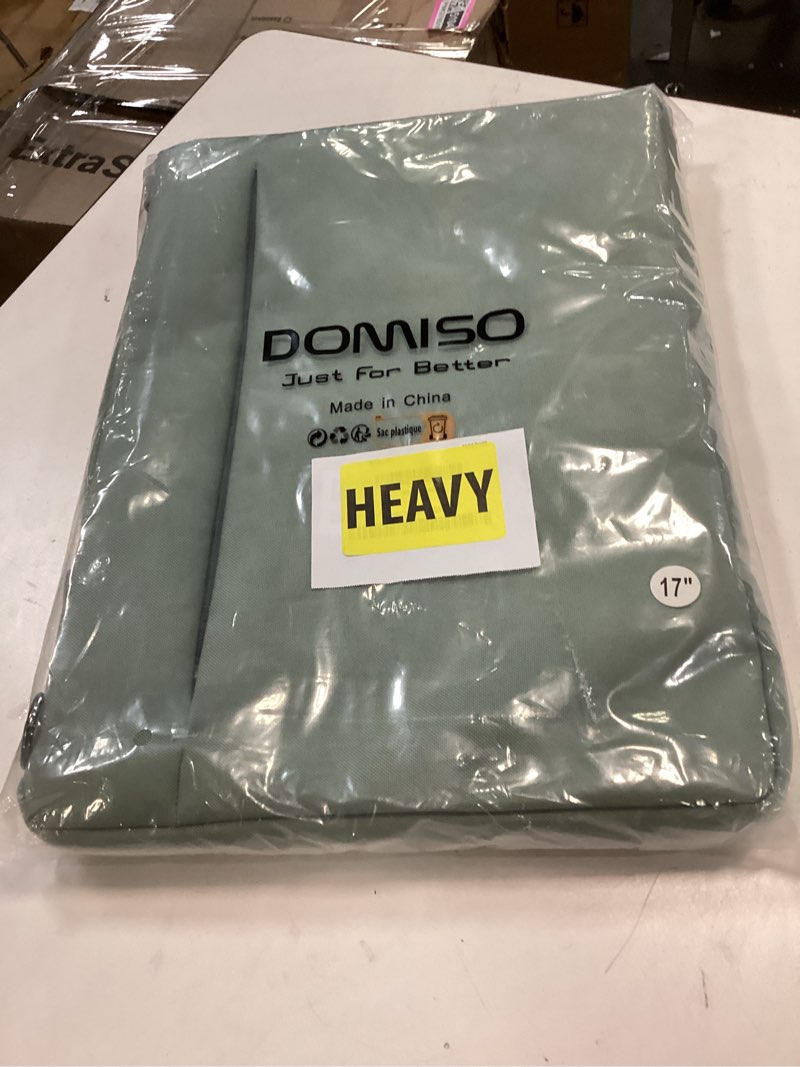 ExtraS
DOMISO
Just For Better
Made in China
Sac plastique
HEAVY
17"